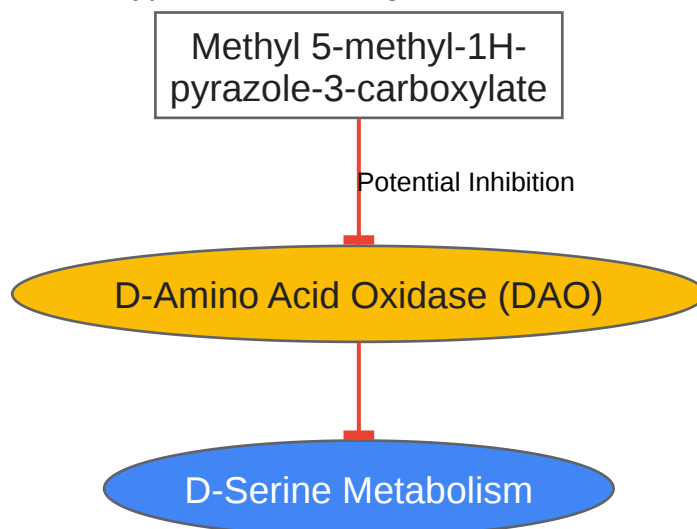 Methyl 5-methyl-1H-
pyrazole-3-carboxylate
Potential Inhibition
D-Amino Acid Oxidase (DAO)
D-Serine Metabolism